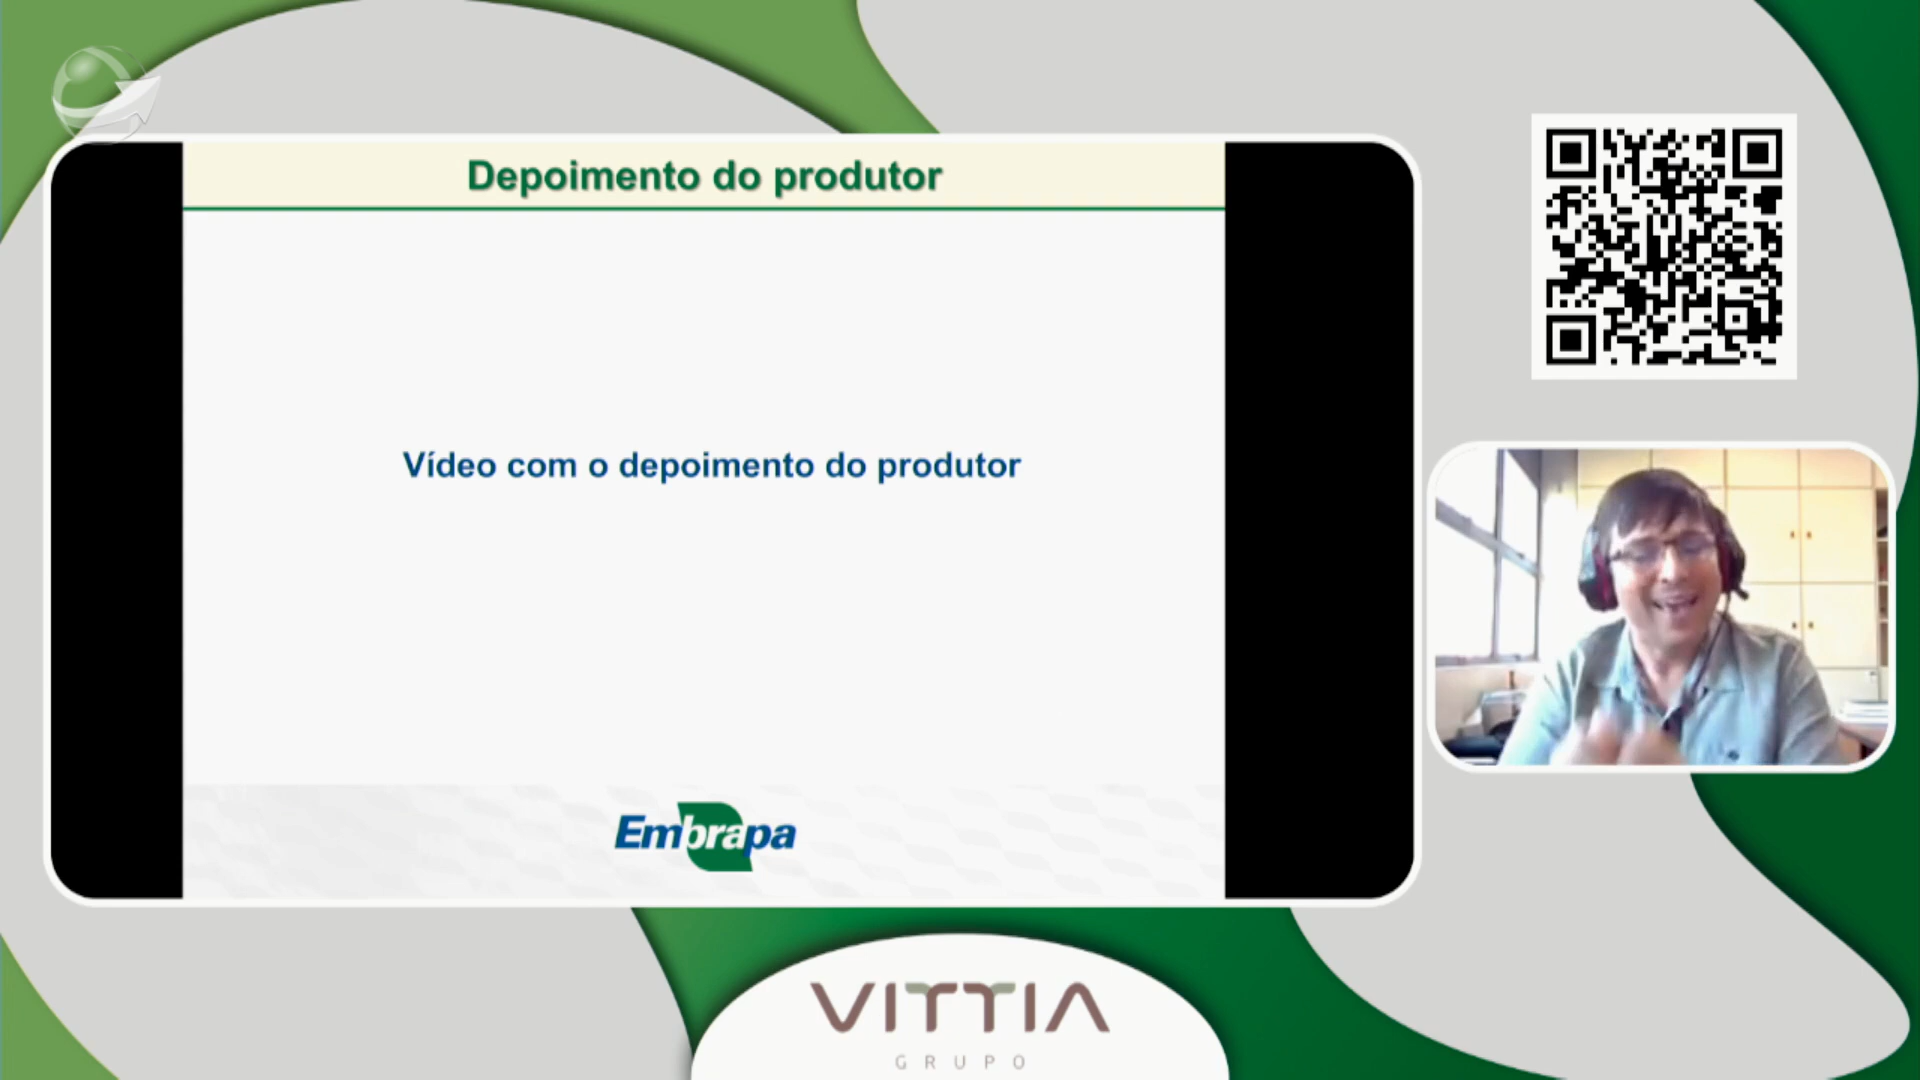 Depoimento do produtor
Vídeo com o depoimento do produtor
Embrapa
VITTIA
GRUPO